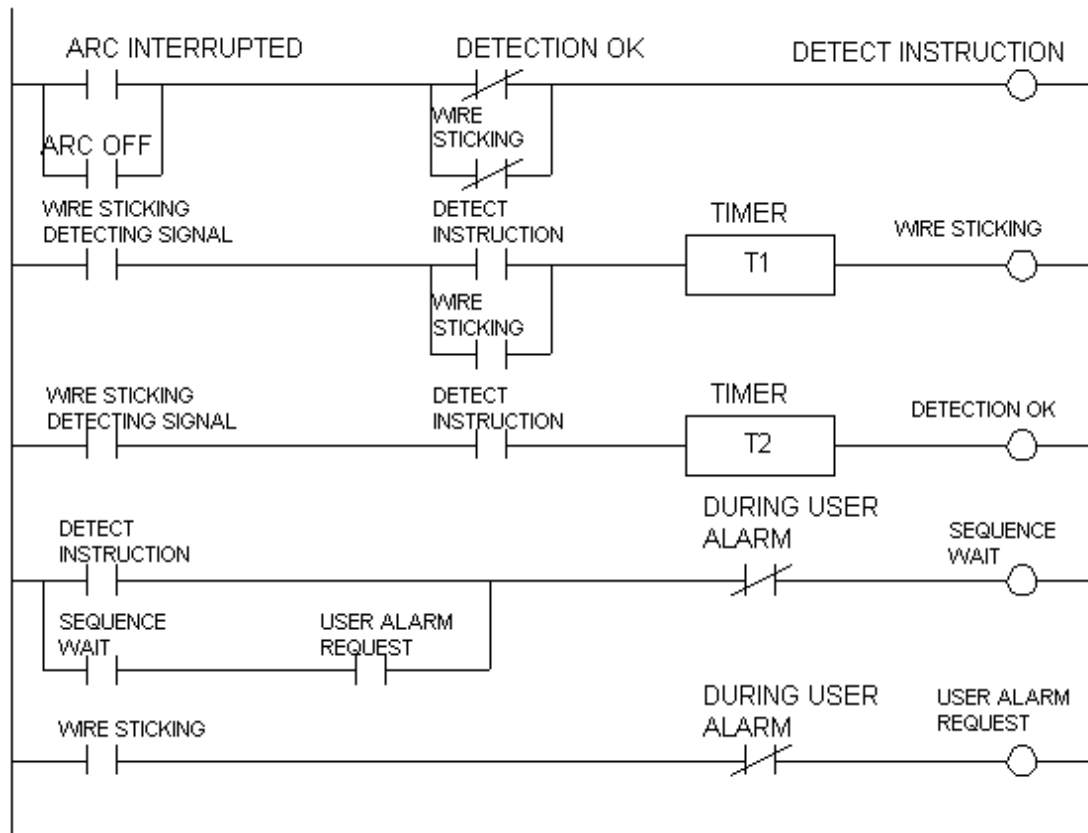 ARC INTERRUPTED
DETECTION OK
DETECT INSTRUCTION
WIRE
STICKING
ARC OFF
WIRE STICKING
DETECTING SIGNAL
DETECT
INSTRUCTION
TIMER
T1
WIRE STICKING
WIRE
STICKING
WIRE STICKING
DETECTING SIGNAL
DETECT
INSTRUCTION
TIMER
T2
DETECTION OK
DETECT
INSTRUCTION
DURING USER
ALARM
SEQUENCE
WAIT
SEQUENCE
WAIT
USER ALARM
REQUEST
WIRE STICKING
DURING USER
ALARM
USER ALARM
REQUEST